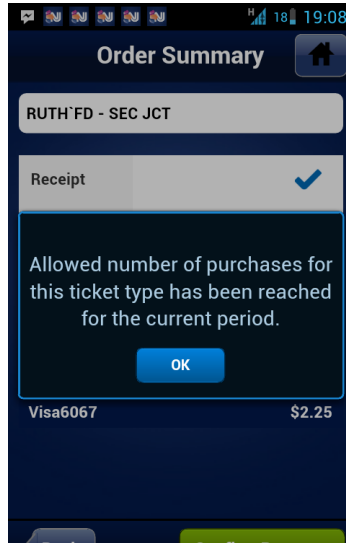 H 18 19:08
Order Summary
RUTH`FD - SEC JCT
Receipt
Allowed number of purchases for
this ticket type has been reached
for the current period.
OK
Visa6067 $2.25